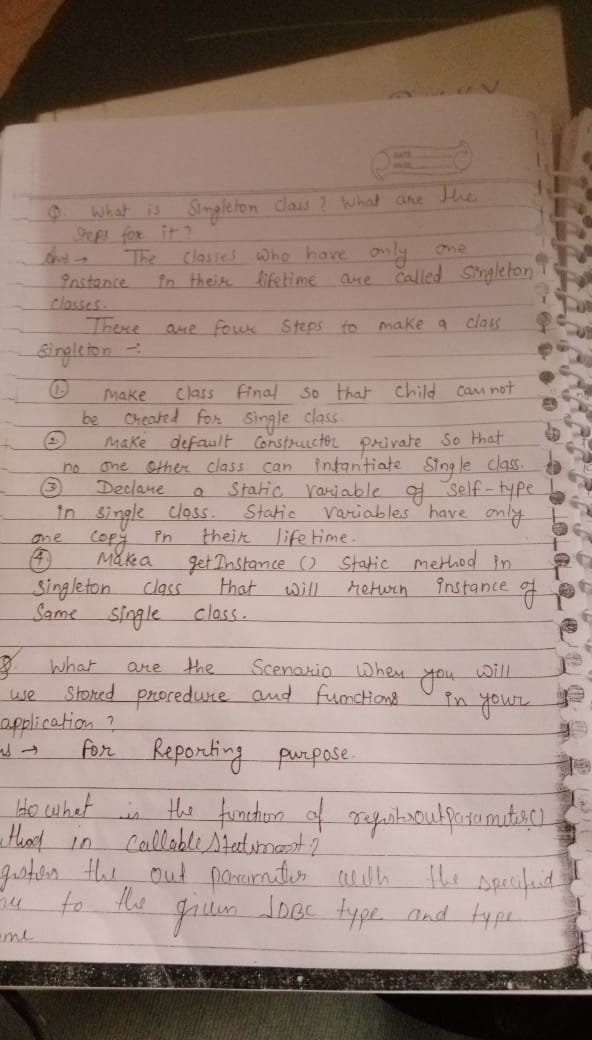 DATE
PAGE
Q. What is Singleton Class? What are the
Steps for it?
Ans → The classes who have only one
instance in their lifetime are called Singleton
classes.
There are four steps to make a class
singleton -:
① Make class final so that child cannot
be created for single class.
② Make default Constructor private so that
no one other class can intantiate Single class.
③ Declare a static variable of self-type
in single class. Static variables have only
one copy in their lifetime.
④ Make a getInstance () static method in
singleton class that will return instance of
same single class.
Q. What are the Scenario When you will
use Stored procedure and functions in your
application?
→ For Reporting purpose.
what is the function of registeroutparameter()
thod in CallableStatement?
gister the out parameter with the specified
to the given JDBC type and type
me